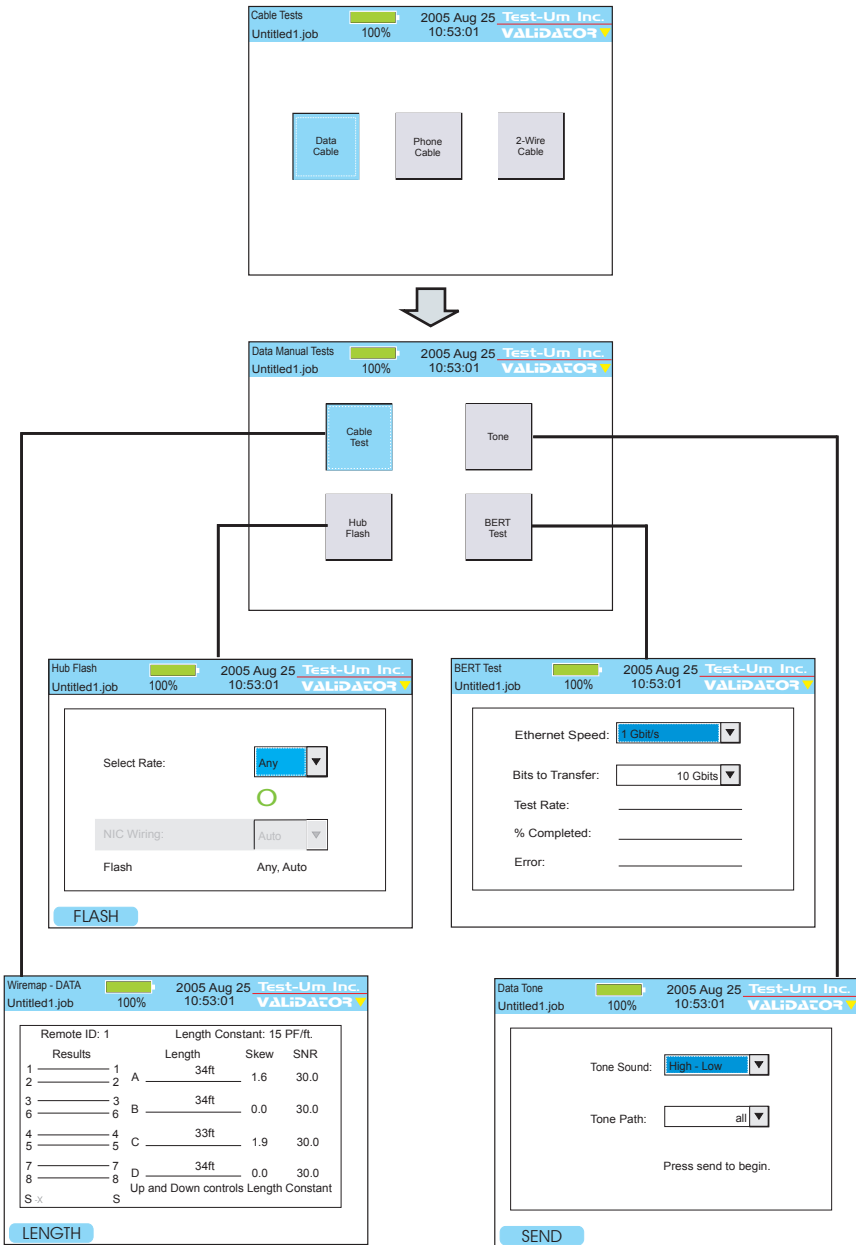 Cable Tests 2005 Aug 25 Test-Um Inc.
Untitled1.job 100% 10:53:01 VALiDATOR
Data
Cable
Phone
Cable
2-Wire
Cable
Data Manual Tests 2005 Aug 25 Test-Um Inc.
Untitled1.job 100% 10:53:01 VALiDATOR
Cable
Test
Tone
Hub
Flash
BERT
Test
Hub Flash 2005 Aug 25 Test-Um Inc.
Untitled1.job 100% 10:53:01 VALiDATOR
Select Rate: Any
O
NIC Wiring: Auto
Flash Any, Auto
FLASH
BERT Test 2005 Aug 25 Test-Um Inc.
Untitled1.job 100% 10:53:01 VALiDATOR
Ethernet Speed: 1 Gbit/s
Bits to Transfer: 10 Gbits
Test Rate:
% Completed:
Error:
Wiremap - DATA 2005 Aug 25 Test-Um Inc.
Untitled1.job 100% 10:53:01 VALiDATOR
Remote ID: 1 Length Constant: 15 PF/ft.
Results Length Skew SNR
1 1
2 2 A 34ft 1.6 30.0
3 3
6 6 B 34ft 0.0 30.0
4 4
5 5 C 33ft 1.9 30.0
7 7
8 8 D 34ft 0.0 30.0
Up and Down controls Length Constant
S -X S
LENGTH
Data Tone 2005 Aug 25 Test-Um Inc.
Untitled1.job 100% 10:53:01 VALiDATOR
Tone Sound: High - Low
Tone Path: all
Press send to begin.
SEND